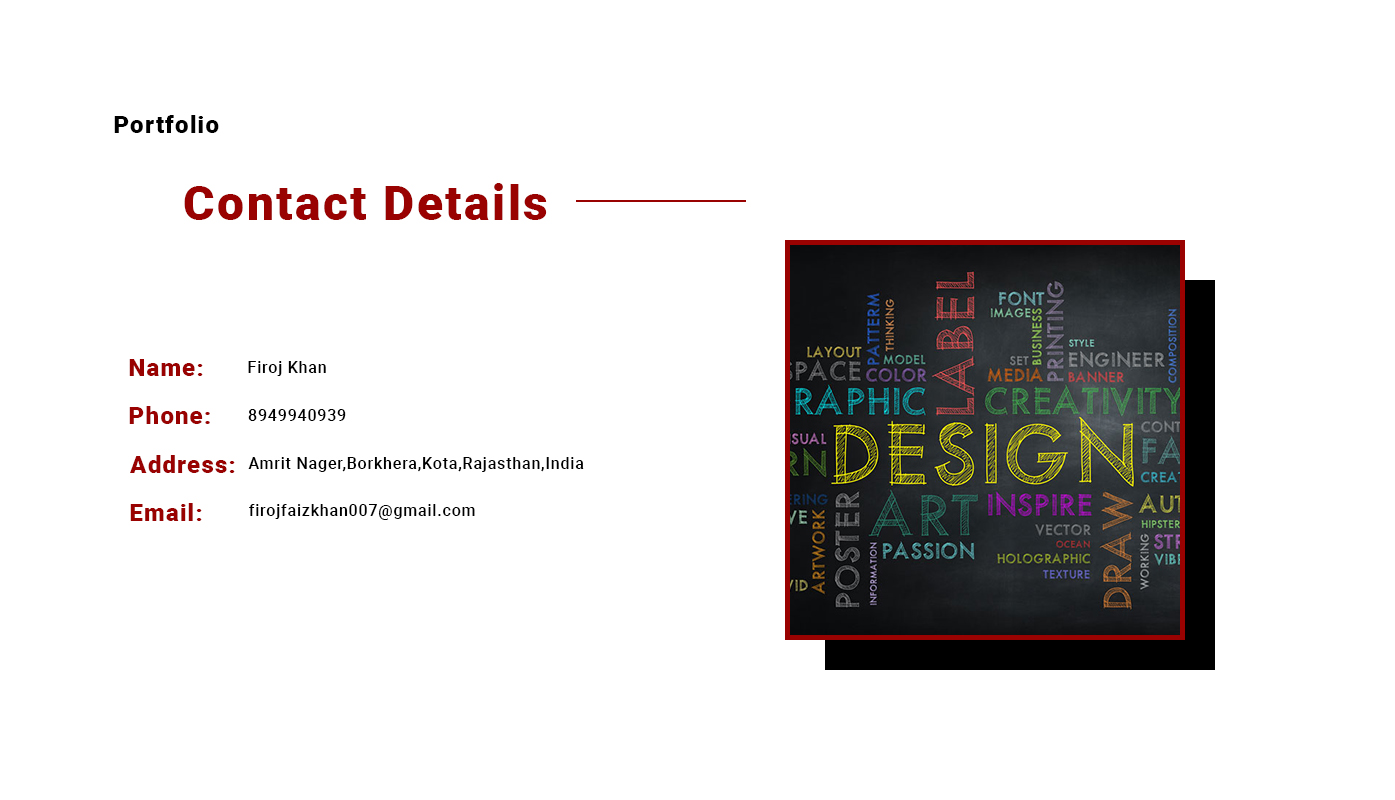 Portfolio
Contact Details
Name: Firoj Khan
Phone: 8949940939
Address: Amrit Nager,Borkhera,Kota,Rajasthan,India
Email: firojfaizkhan007@gmail.com
LABEL
PRINTING
FONT
IMAGES
BUSINESS
PATTERM
THINKING
COMPOSITION
STYLE
LAYOUT
MODEL
SET
ENGINEER
SPACE
COLOR
MEDIA
BANNER
RAPHIC
CREATIVITY
DESIGN
CONT
SUAL
FA
RN
CREAT
ERING
POSTER
ART
INSPIRE
DRAW
AUT
VE
ARTWORK
VECTOR
HIPSTER
WORKING
STR
OCEAN
INFORMATION
PASSION
HOLOGRAPHIC
VIBE
TEXTURE
VID